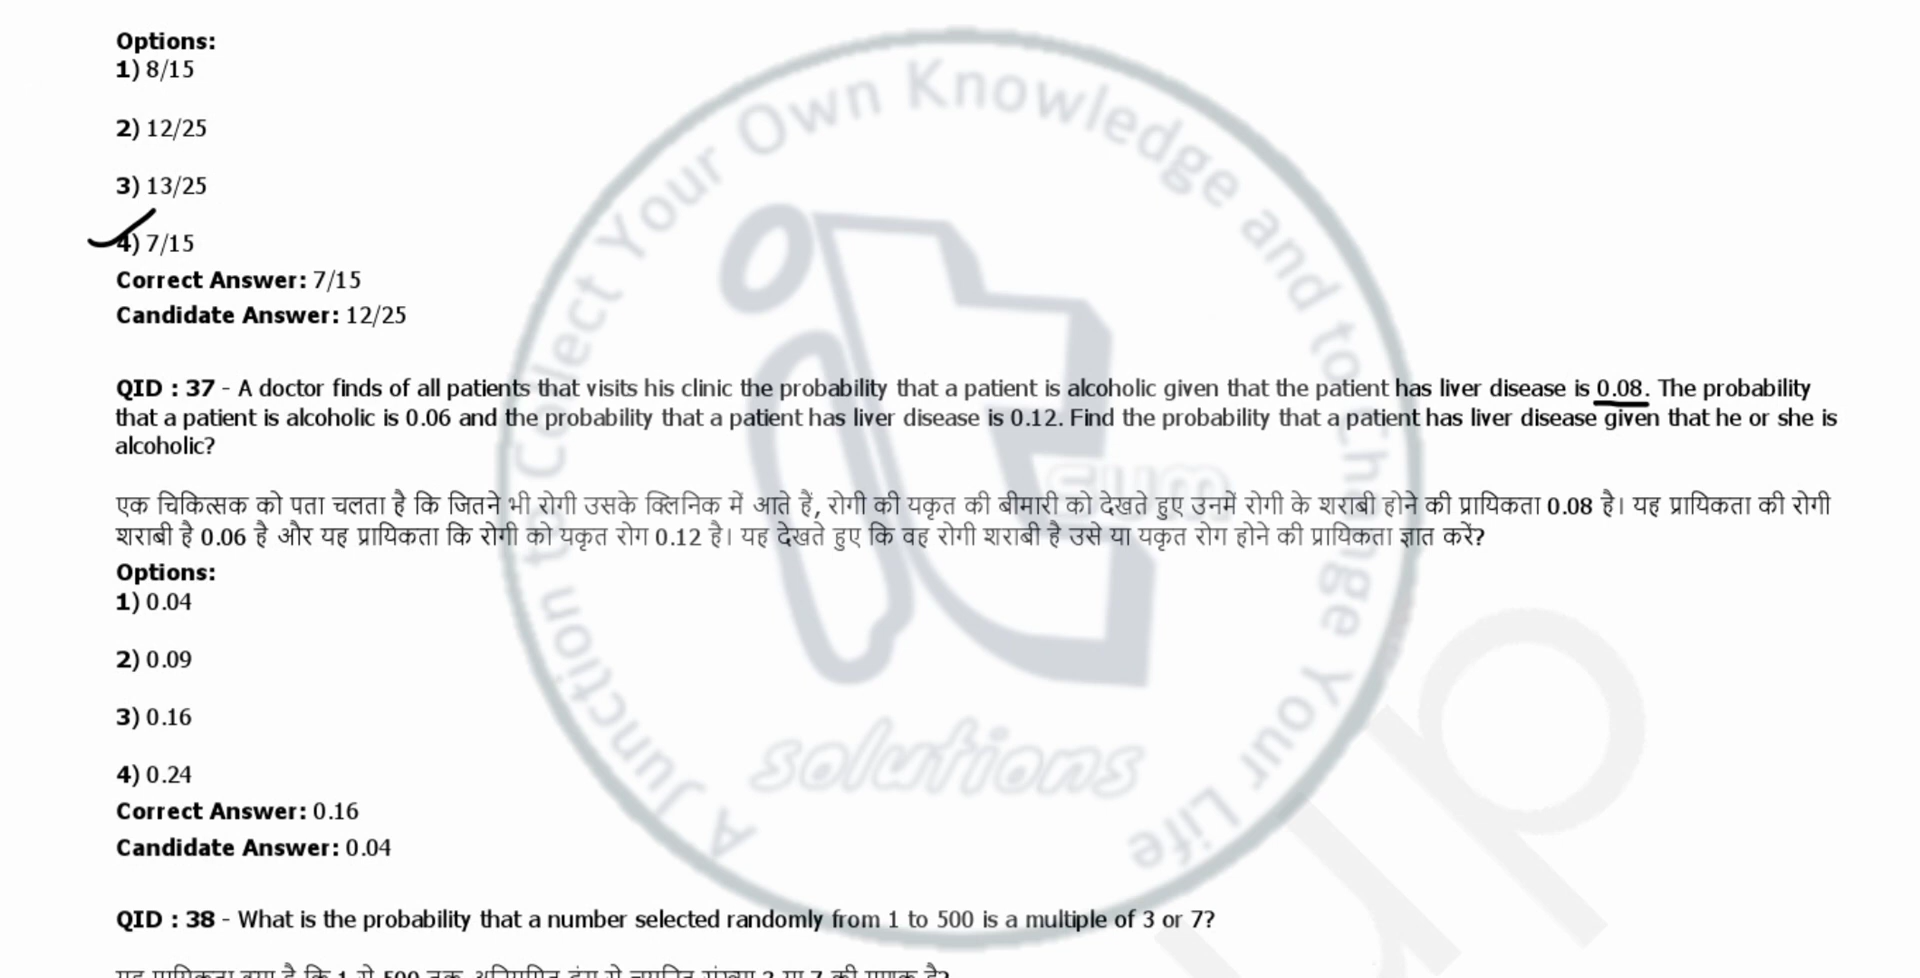 Options:
1) 8/15
2) 12/25
3) 13/25
4) 7/15
Correct Answer: 7/15
Candidate Answer: 12/25
QID : 37 - A doctor finds of all patients that visits his clinic the probability that a patient is alcoholic given that the patient has liver disease is 0.08. The probability
that a patient is alcoholic is 0.06 and the probability that a patient has liver disease is 0.12. Find the probability that a patient has liver disease given that he or she is
alcoholic?
एक चिकित्सक को पता चलता है कि जितने भी रोगी उसके क्लिनिक में आते हैं, रोगी की यकृत की बीमारी को देखते हुए उनमें रोगी के शराबी होने की प्रायिकता 0.08 है। यह प्रायिकता की रोगी
शराबी है 0.06 है और यह प्रायिकता कि रोगी को यकृत रोग 0.12 है। यह देखते हुए कि वह रोगी शराबी है उसे या यकृत रोग होने की प्रायिकता ज्ञात करें?
Options:
1) 0.04
2) 0.09
3) 0.16
4) 0.24
Correct Answer: 0.16
Candidate Answer: 0.04
QID : 38 - What is the probability that a number selected randomly from 1 to 500 is a multiple of 3 or 7?
A Junction to Collect Your Own Knowledge and to Change Your Life
solutions